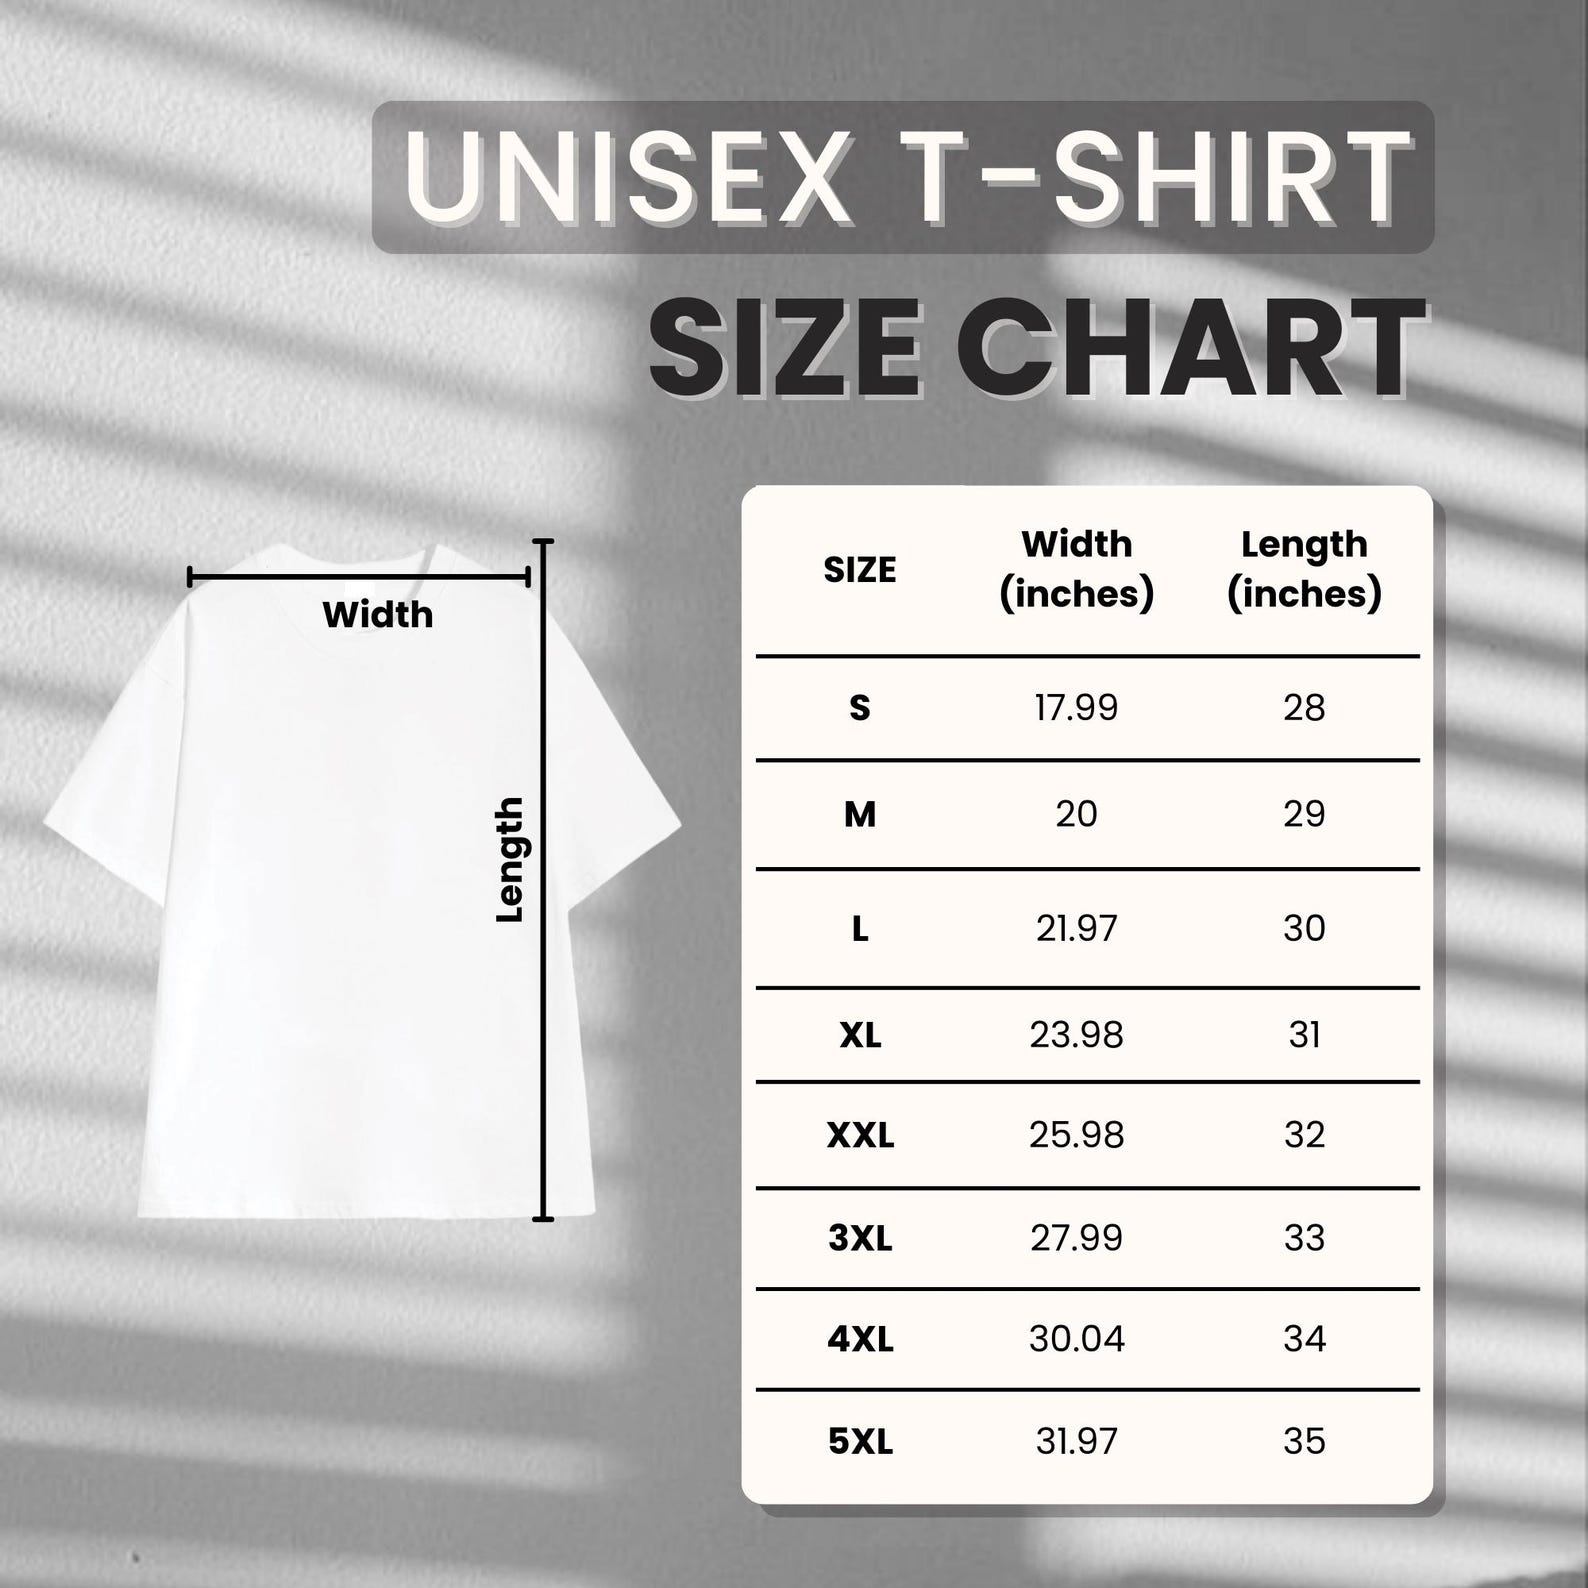 UNISEX T-SHIRT
SIZE CHART
Width
Length
SIZE Width (inches) Length (inches)
S 17.99 28
M 20 29
L 21.97 30
XL 23.98 31
XXL 25.98 32
3XL 27.99 33
4XL 30.04 34
5XL 31.97 35